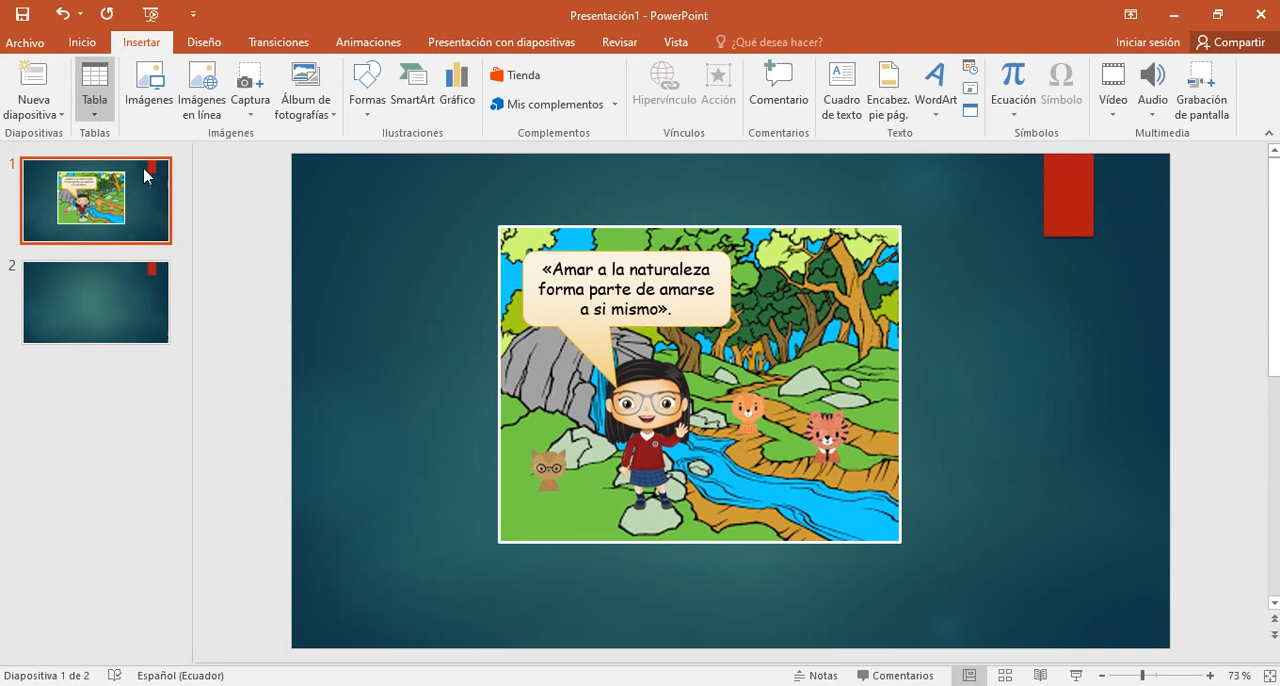 Presentación1 - PowerPoint
Archivo Inicio Insertar Diseño Transiciones Animaciones Presentación con diapositivas Revisar Vista ¿Qué desea hacer? Iniciar sesión Compartir
Nueva diapositiva
Tabla
Imágenes
Imágenes en línea
Captura
Álbum de fotografías
Formas
SmartArt
Gráfico
Tienda
Mis complementos
Hipervínculo
Acción
Comentario
Cuadro de texto
Encabez. pie pág.
WordArt
Ecuación
Símbolo
Vídeo
Audio
Grabación de pantalla
Diapositivas Tablas Imágenes Ilustraciones Complementos Vínculos Comentarios Texto Símbolos Multimedia
1
2
«Amar a la naturaleza
forma parte de amarse
a si mismo».
Diapositiva 1 de 2 Español (Ecuador) Notas Comentarios 73 %